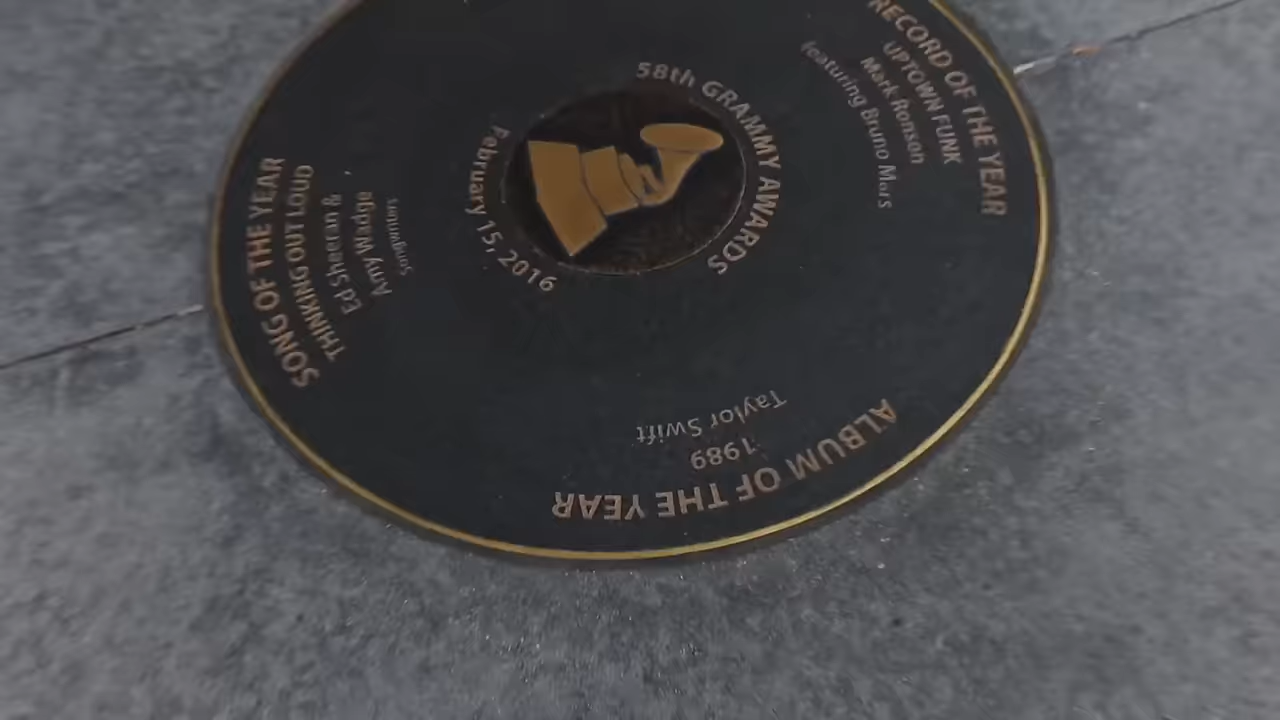 58th GRAMMY AWARDS
February 15, 2016
RECORD OF THE YEAR
UPTOWN FUNK
Mark Ronson
featuring Bruno Mars
ALBUM OF THE YEAR
1989
Taylor Swift
SONG OF THE YEAR
THINKING OUT LOUD
Ed Sheeran &
Amy Wadge
Songwriters